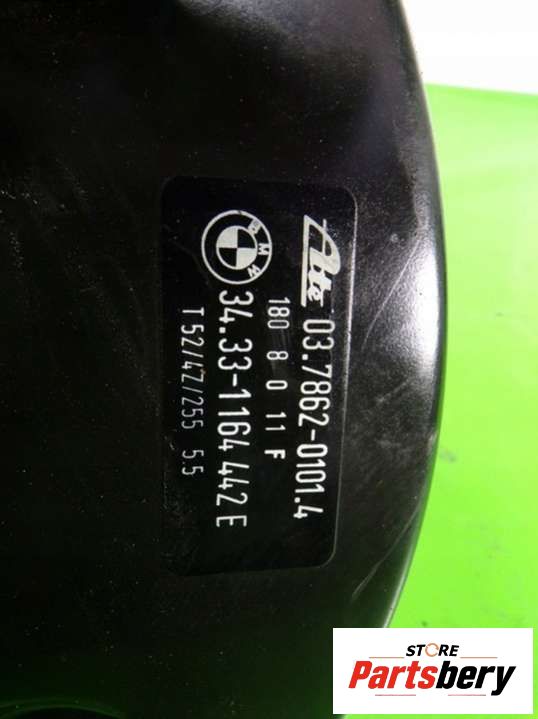 Ate 03.7862-0101.4
180 8 0 11 F
BMW 34.33-1164 442 E
T52/42/255 5.5
STORE
Partsbery